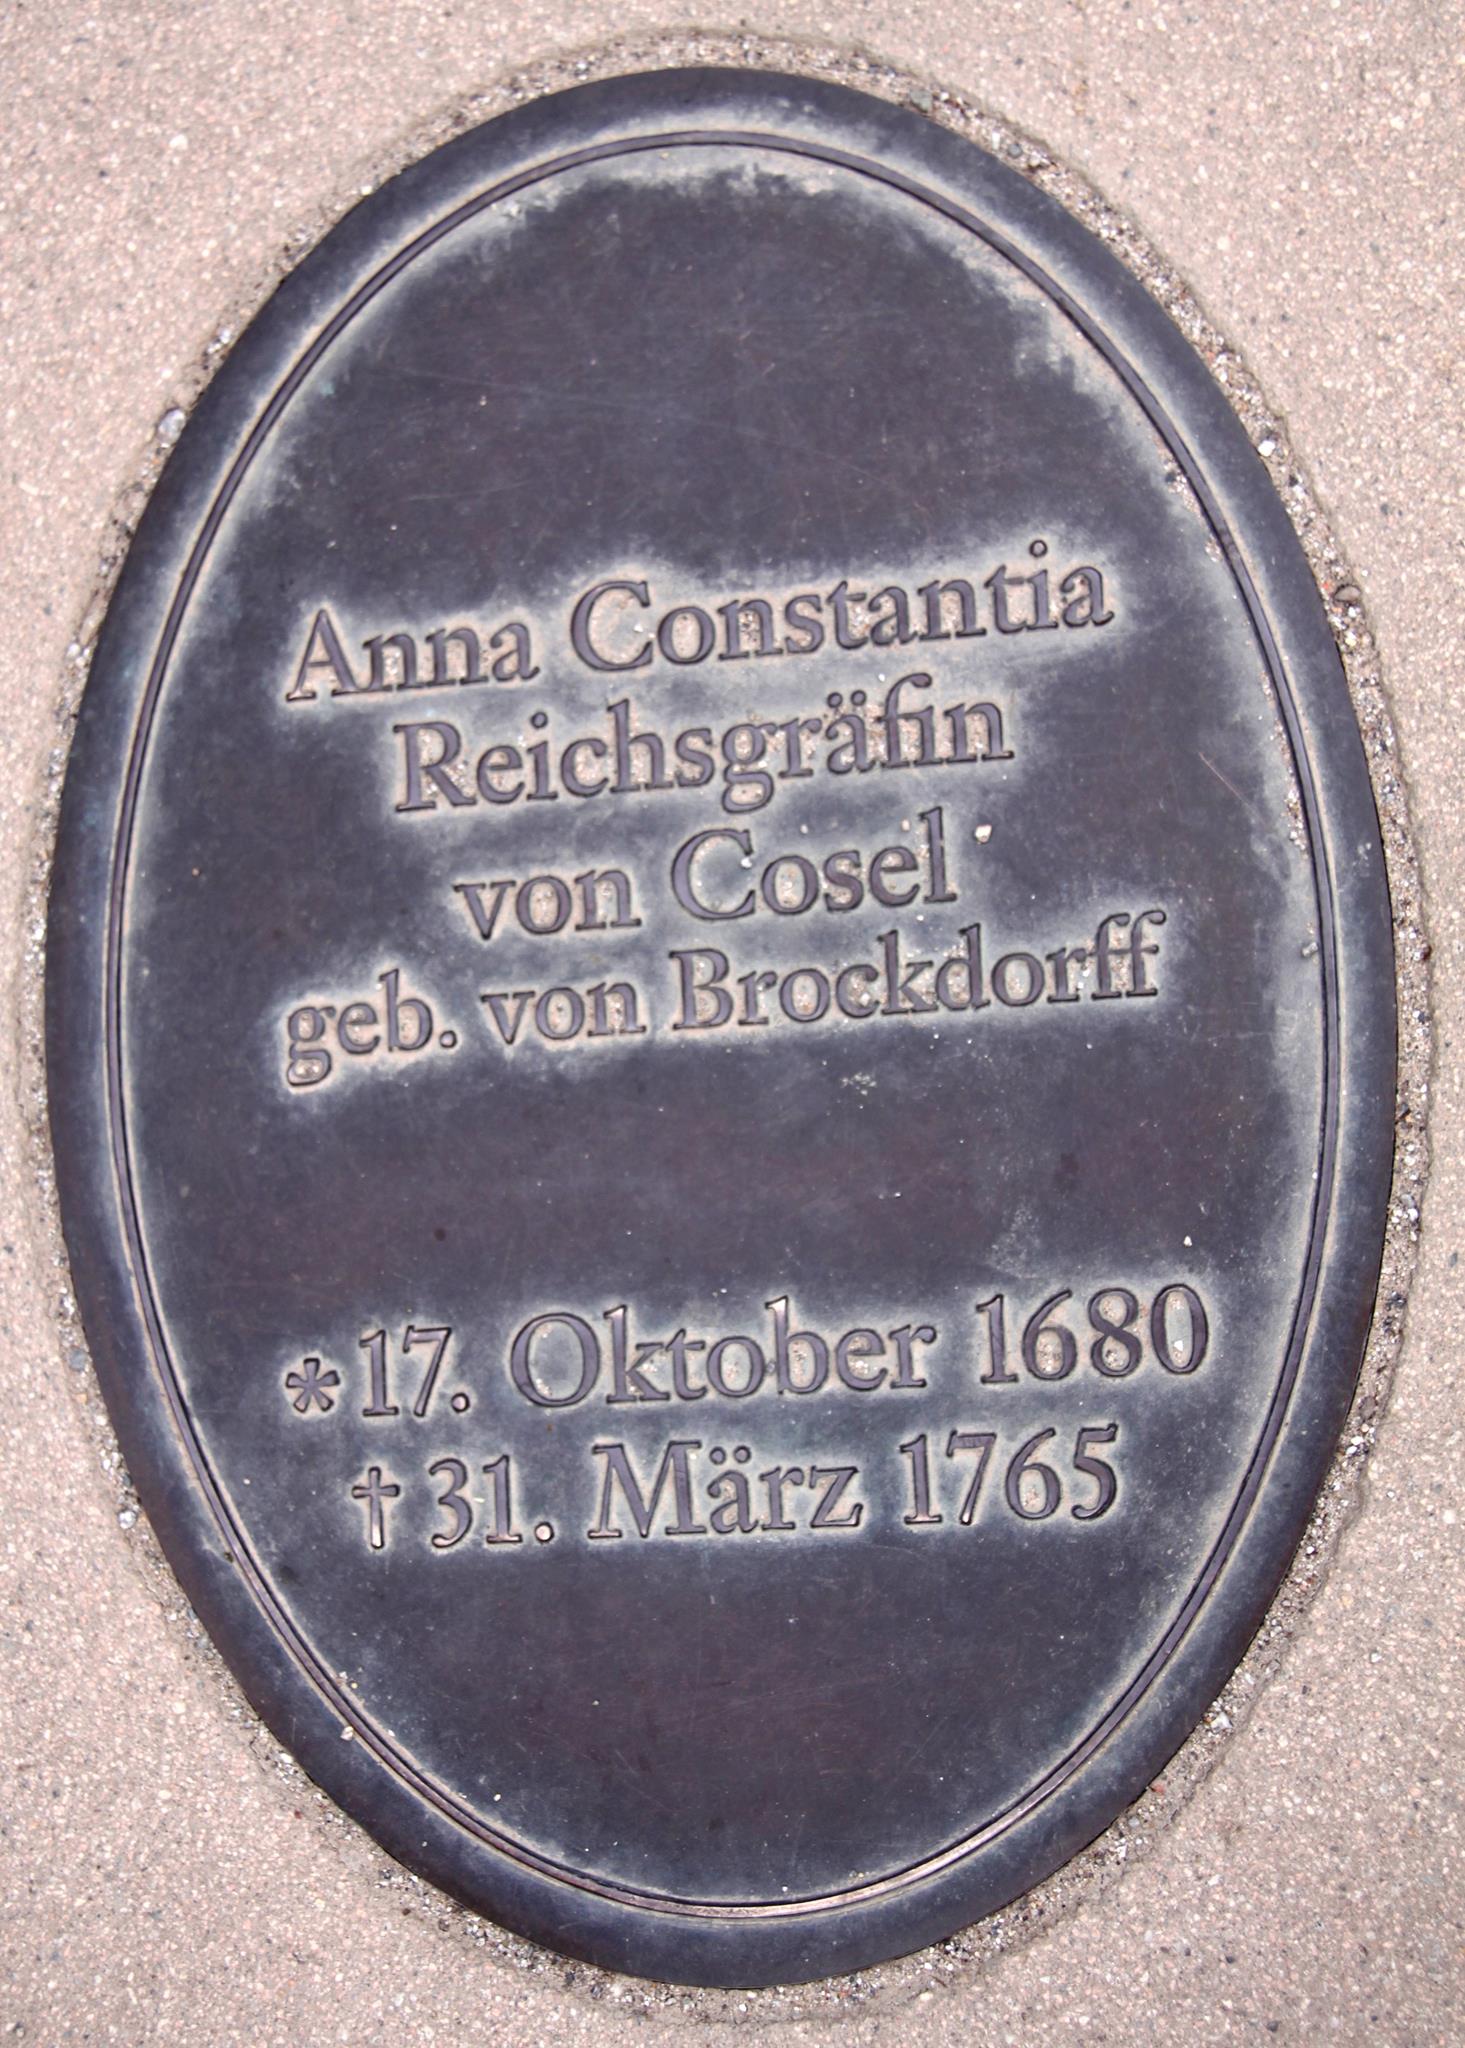 Anna Constantia
Reichsgräfin
von Cosel
geb. von Brockdorff
* 17. Oktober 1680
† 31. März 1765